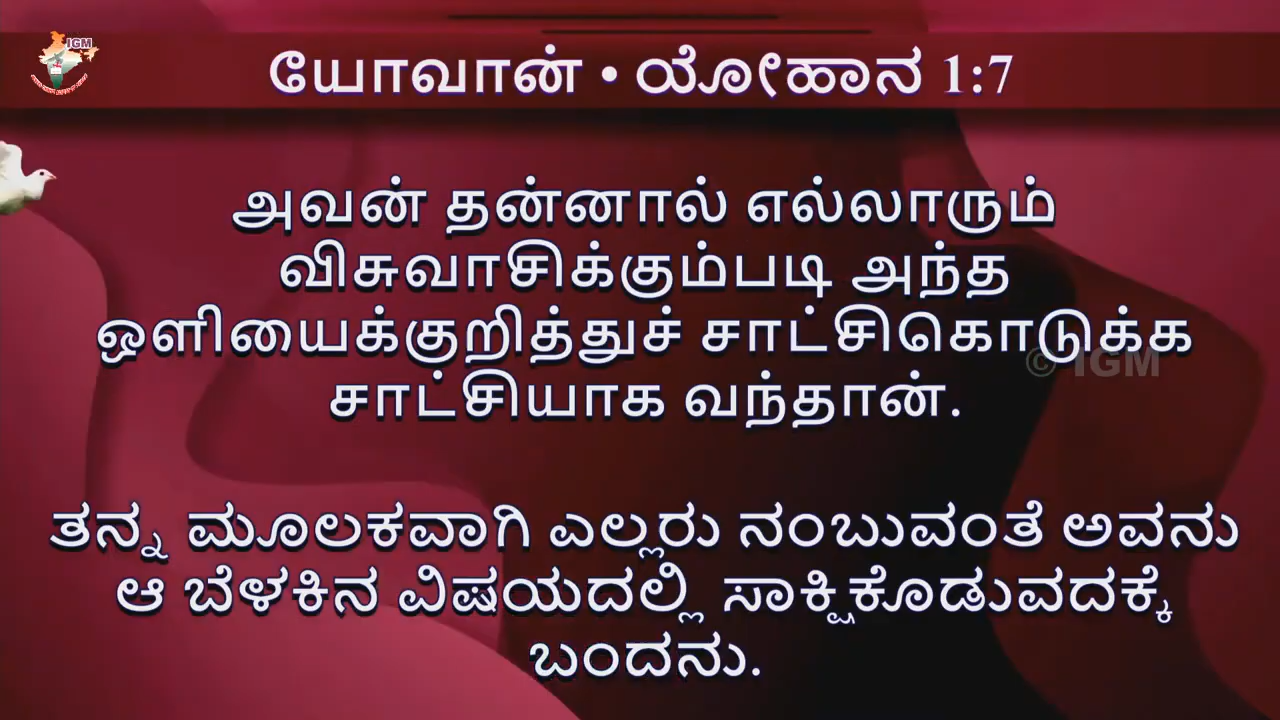 IGM
யோவான் • ಯೋಹಾನ 1:7
அவன் தன்னால் எல்லாரும்
விசுவாசிக்கும்படி அந்த
ஒளியைக்குறித்துச் சாட்சிகொடுக்க
© IGM
சாட்சியாக வந்தான்.
ತನ್ನ ಮೂಲಕವಾಗಿ ಎಲ್ಲರು ನಂಬುವಂತೆ ಅವನು
ಆ ಬೆಳಕಿನ ವಿಷಯದಲ್ಲಿ ಸಾಕ್ಷಿಕೊಡುವದಕ್ಕೆ
ಬಂದನು.